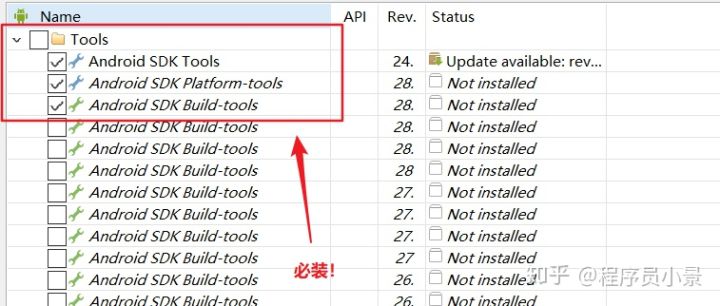 Name API Rev. Status
Tools
Android SDK Tools 24. Update available: rev...
Android SDK Platform-tools 28. Not installed
Android SDK Build-tools 28. Not installed
Android SDK Build-tools 28. Not installed
Android SDK Build-tools 28. Not installed
Android SDK Build-tools 28 Not installed
Android SDK Build-tools 27. Not installed
Android SDK Build-tools 27. Not installed
Android SDK Build-tools 27. Not installed
Android SDK Build-tools 27. Not installed
Android SDK Build-tools 26. Not installed
Android SDK Build-tools 26. Not installed
必装!
知乎 @程序员小景